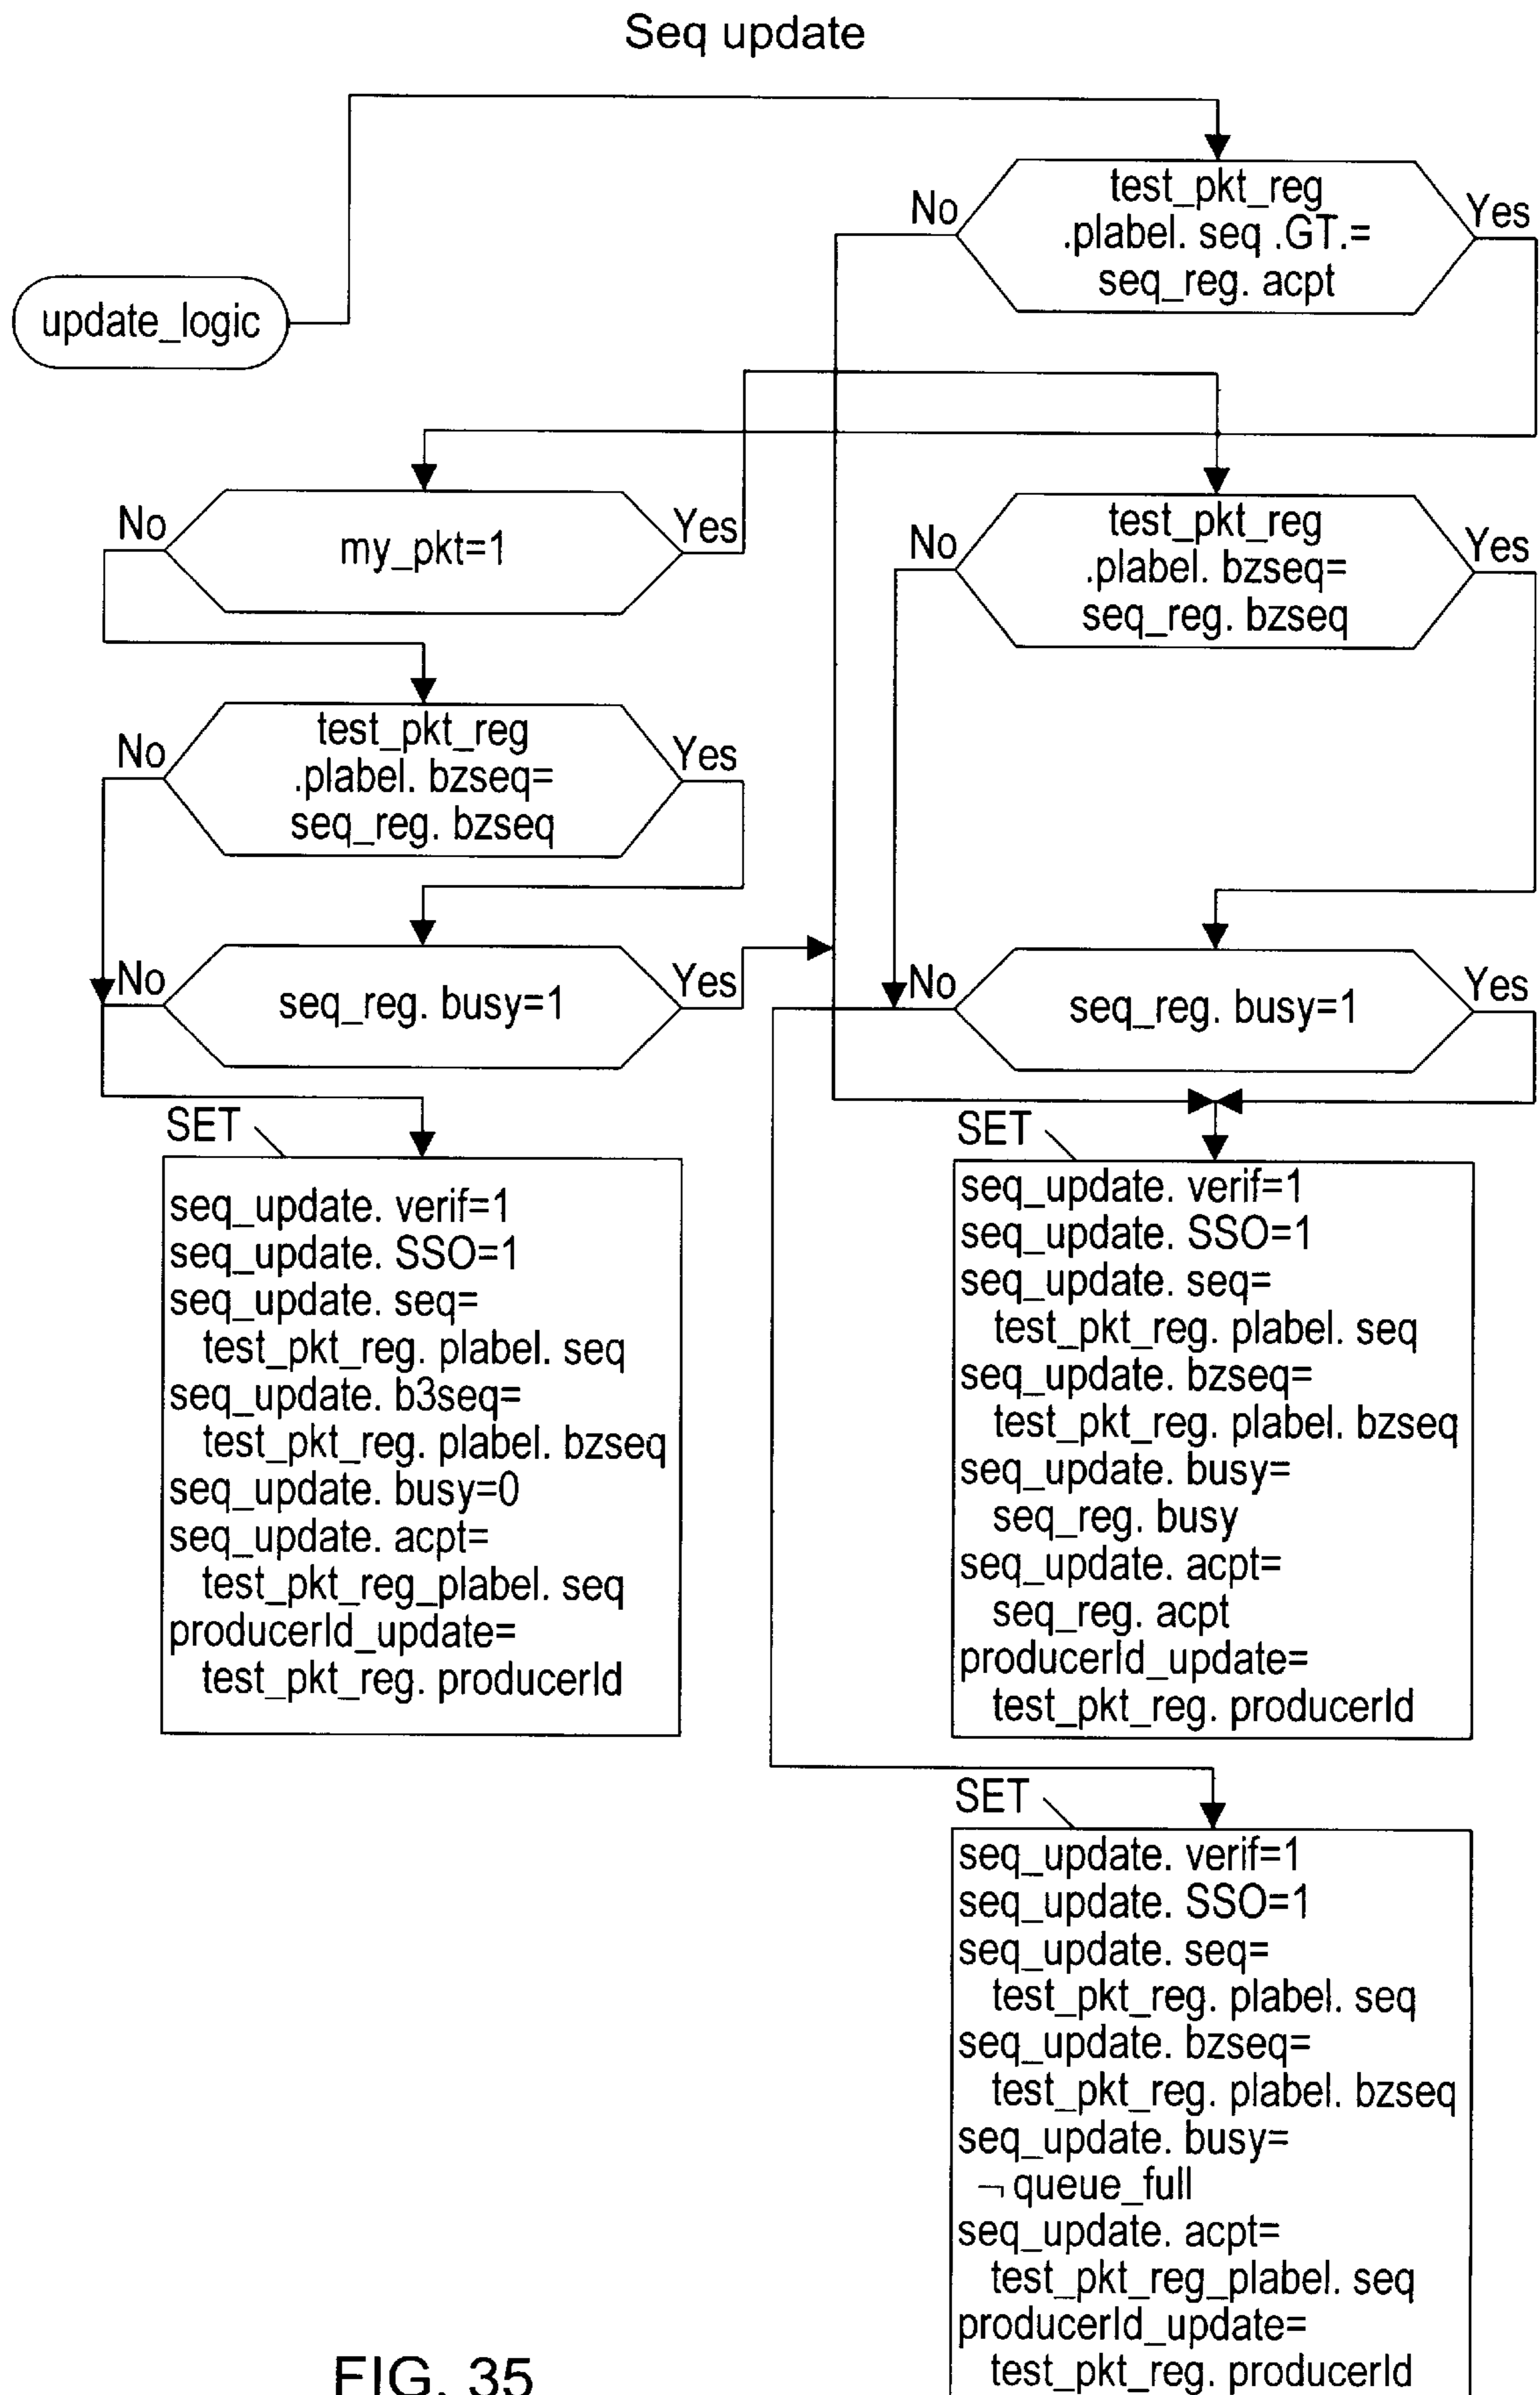 Seq update
test_pkt_reg
.plabel. seq .GT.=
seq_reg. acpt
No
Yes
update_logic
my_pkt=1
No
Yes
test_pkt_reg
.plabel. bzseq=
seq_reg. bzseq
No
Yes
test_pkt_reg
.plabel. bzseq=
seq_reg. bzseq
No
Yes
seq_reg. busy=1
No
Yes
seq_reg. busy=1
No
Yes
SET
seq_update. verif=1
seq_update. SSO=1
seq_update. seq=
test_pkt_reg. plabel. seq
seq_update. b3seq=
test_pkt_reg. plabel. bzseq
seq_update. busy=0
seq_update. acpt=
test_pkt_reg_plabel. seq
producerId_update=
test_pkt_reg. producerId
SET
seq_update. verif=1
seq_update. SSO=1
seq_update. seq=
test_pkt_reg. plabel. seq
seq_update. bzseq=
test_pkt_reg. plabel. bzseq
seq_update. busy=
seq_reg. busy
seq_update. acpt=
seq_reg. acpt
producerId_update=
test_pkt_reg. producerId
SET
seq_update. verif=1
seq_update. SSO=1
seq_update. seq=
test_pkt_reg. plabel. seq
seq_update. bzseq=
test_pkt_reg. plabel. bzseq
seq_update. busy=
¬ queue_full
seq_update. acpt=
test_pkt_reg_plabel. seq
producerId_update=
test_pkt_reg. producerId
FIG. 35